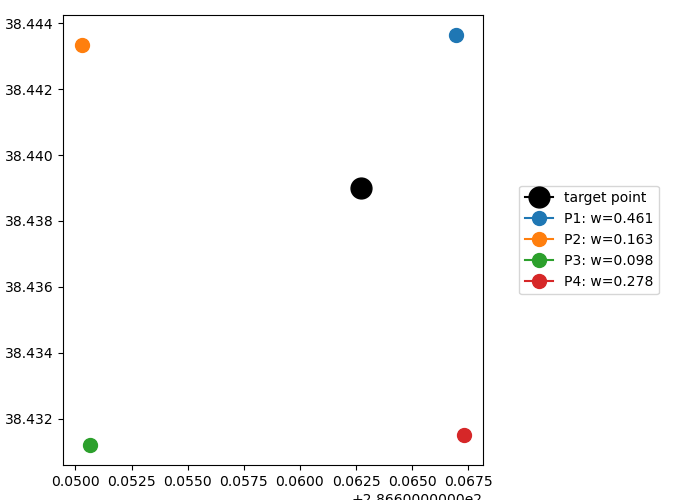 38.444
38.442
38.440
38.438
38.436
38.434
38.432
0.0500 0.0525 0.0550 0.0575 0.0600 0.0625 0.0650 0.0675
+2.8660000000e2
target point
P1: w=0.461
P2: w=0.163
P3: w=0.098
P4: w=0.278